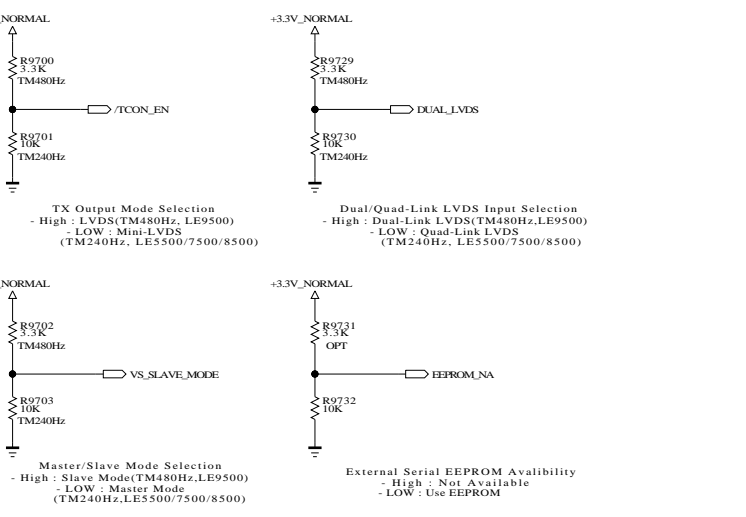 _NORMAL
R9700
3.3K
TM480Hz
/TCON_EN
R9701
10K
TM240Hz
TX Output Mode Selection
- High : LVDS(TM480Hz, LE9500)
- LOW : Mini-LVDS
(TM240Hz, LE5500/7500/8500)
+3.3V_NORMAL
R9729
3.3K
TM480Hz
DUAL_LVDS
R9730
10K
TM240Hz
Dual/Quad-Link LVDS Input Selection
- High : Dual-Link LVDS(TM480Hz,LE9500)
- LOW : Quad-Link LVDS
(TM240Hz, LE5500/7500/8500)
_NORMAL
R9702
3.3K
TM480Hz
VS_SLAVE_MODE
R9703
10K
TM240Hz
Master/Slave Mode Selection
- High : Slave Mode(TM480Hz,LE9500)
- LOW : Master Mode
(TM240Hz,LE5500/7500/8500)
+3.3V_NORMAL
R9731
3.3K
OPT
EEPROM_NA
R9732
10K
External Serial EEPROM Avalibility
- High : Not Available
- LOW : Use EEPROM